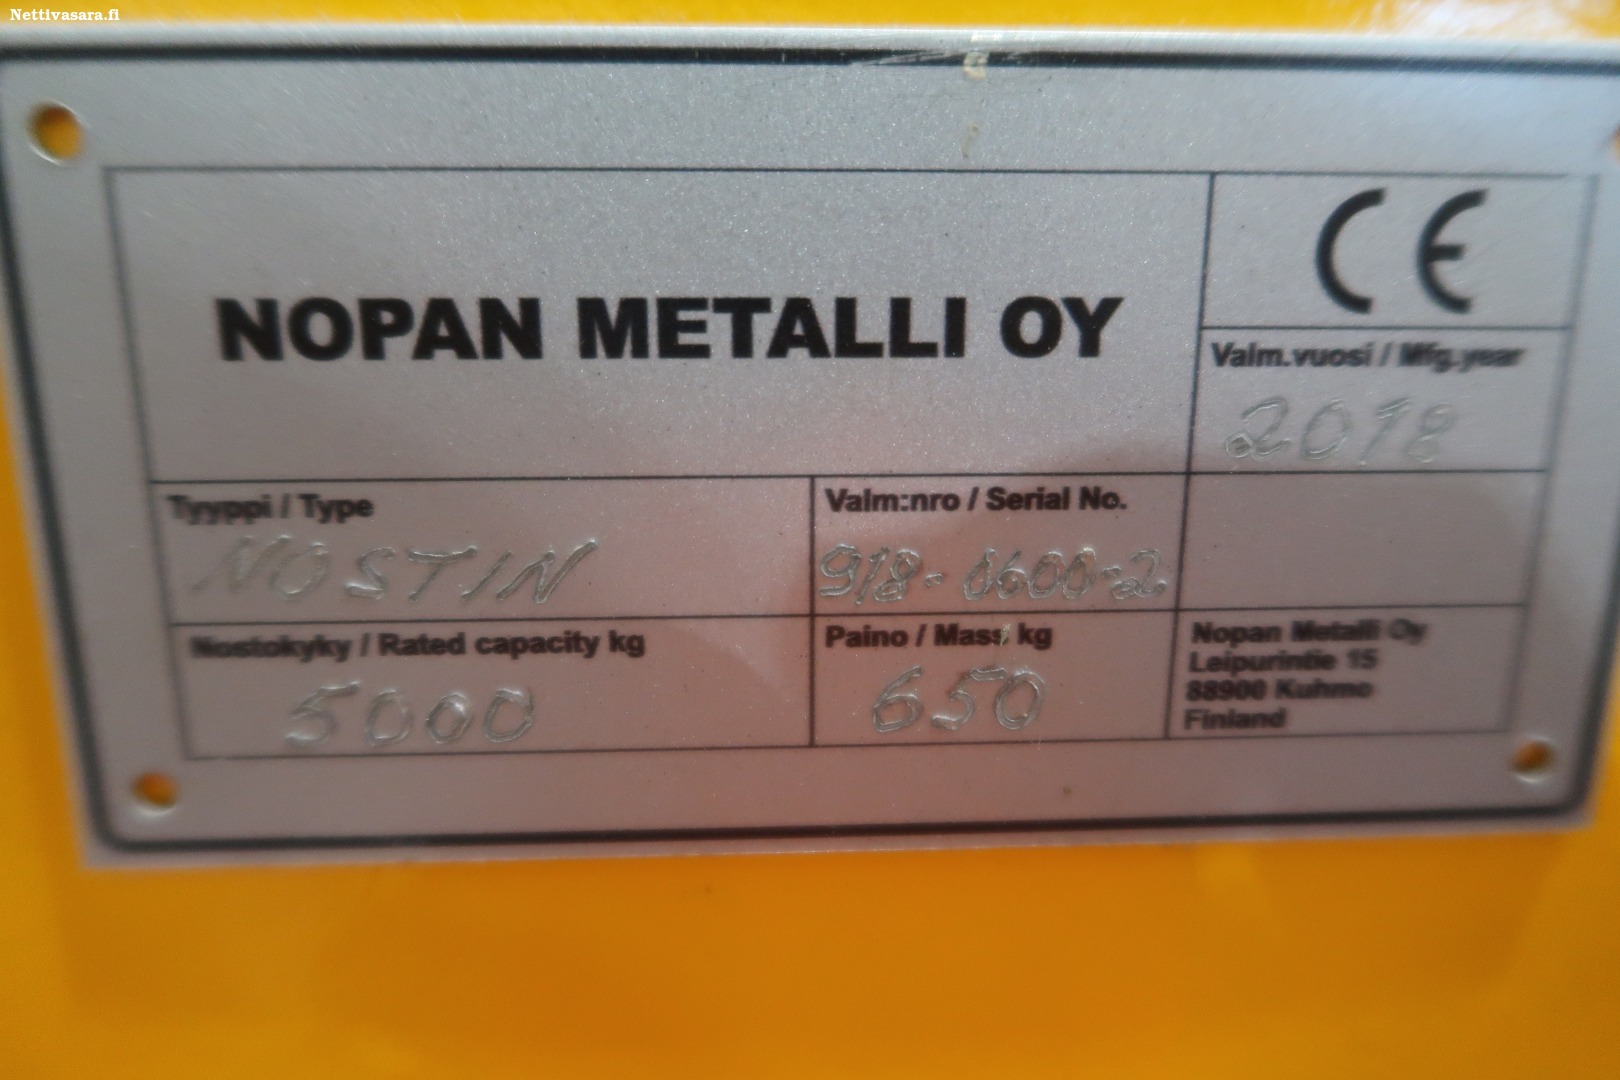 Nettivasara.fi
NOPAN METALLI OY
CE
Valm.vuosi / Mfg.year
2018
Tyyppi / Type
NOSTIN
Valm:nro / Serial No.
918-0600-2
Nostokyky / Rated capacity kg
5000
Paino / Mass kg
650
Nopan Metalli Oy
Leipurintie 15
88900 Kuhmo
Finland